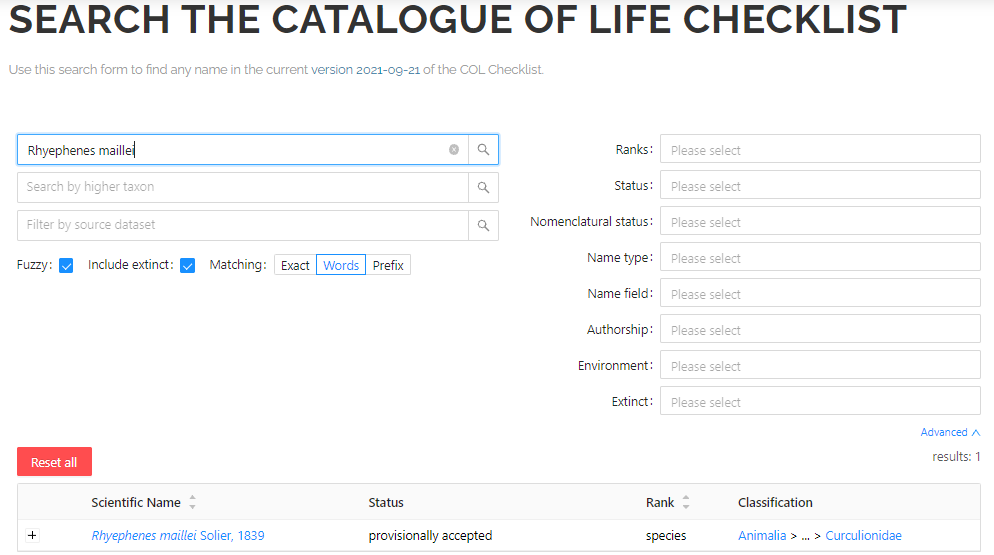 SEARCH THE CATALOGUE OF LIFE CHECKLIST
Use this search form to find any name in the current version 2021-09-21 of the COL Checklist.
Rhyephenes maillei
Search by higher taxon
Filter by source dataset
Fuzzy: Include extinct: Matching: Exact Words Prefix
Ranks: Please select
Status: Please select
Nomenclatural status: Please select
Name type: Please select
Name field: Please select
Authorship: Please select
Environment: Please select
Extinct: Please select
Advanced
Reset all
results: 1
Scientific Name Status Rank Classification
+ Rhyephenes maillei Solier, 1839 provisionally accepted species Animalia > ... > Curculionidae